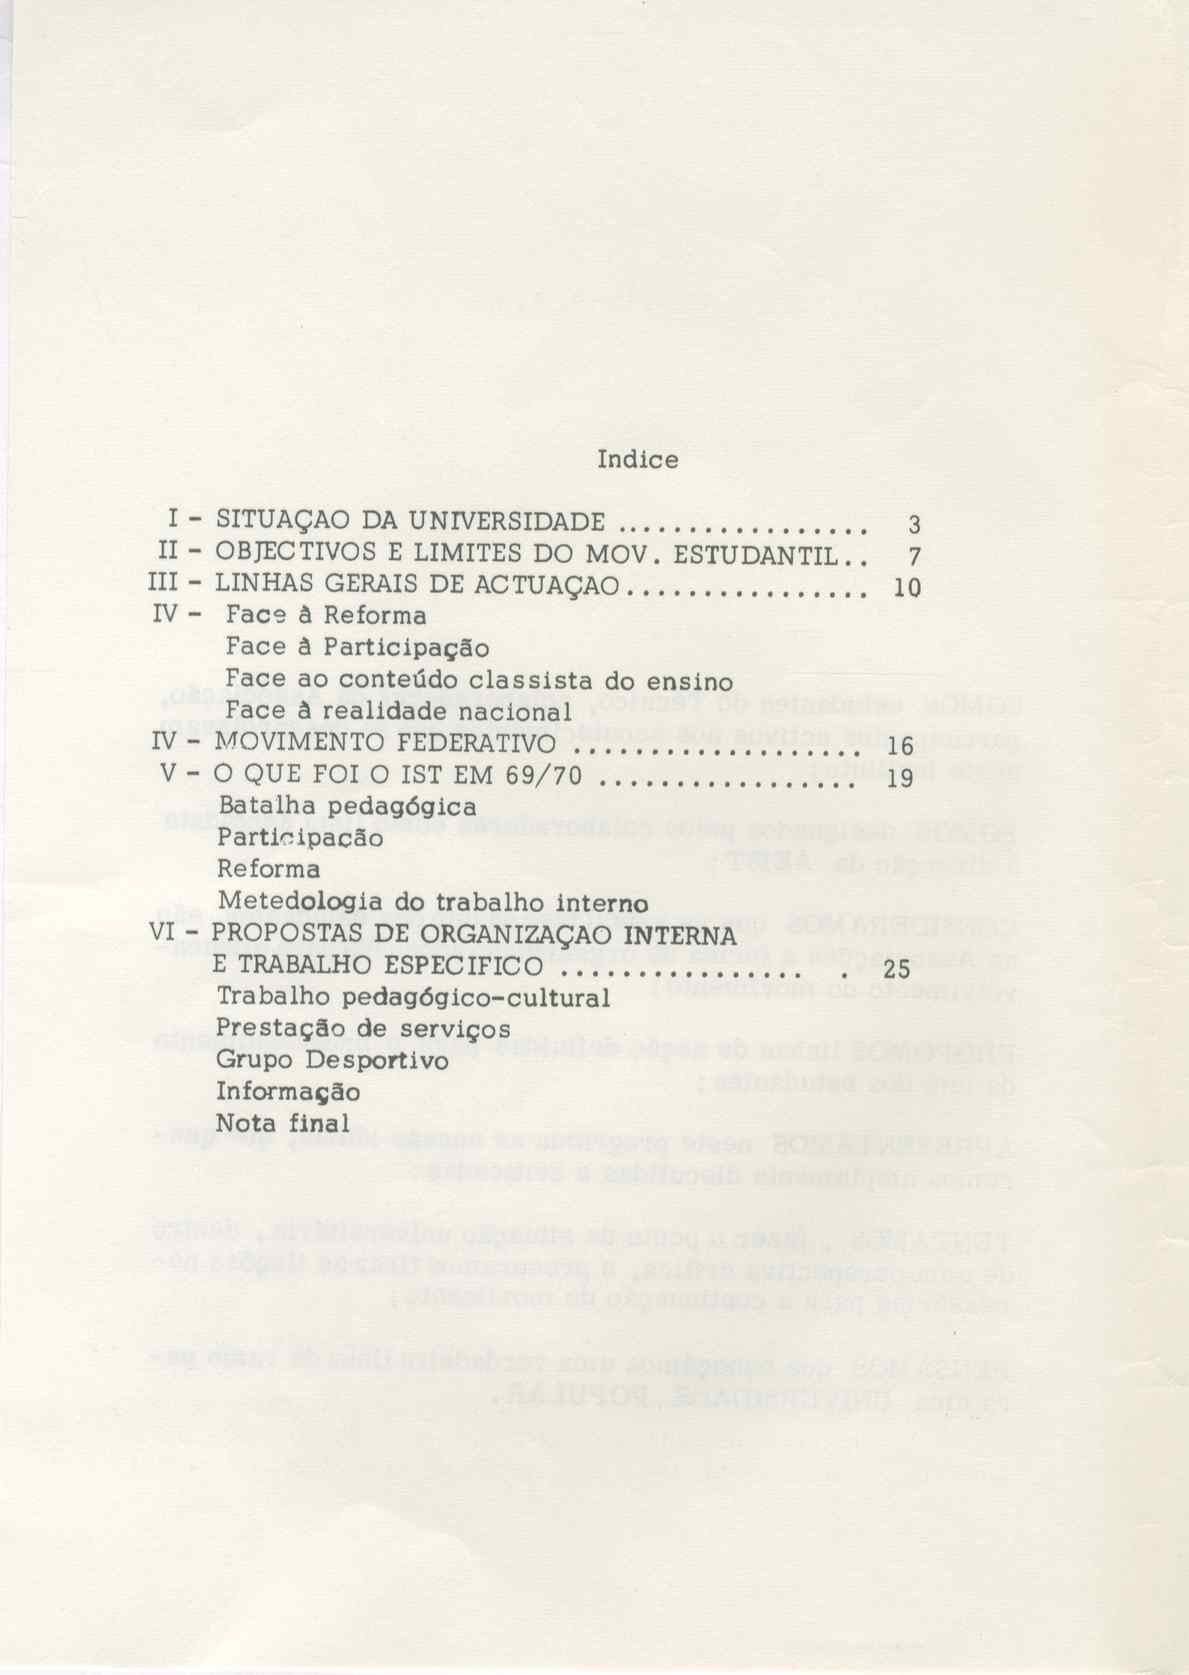 Indice
I - SITUAÇAO DA UNIVERSIDADE ................. 3
II - OBJECTIVOS E LIMITES DO MOV. ESTUDANTIL.. 7
III - LINHAS GERAIS DE ACTUAÇAO................ 10
IV - Face à Reforma
Face à Participação
Face ao conteúdo classista do ensino
Face à realidade nacional
IV - MOVIMENTO FEDERATIVO ................... 16
V - O QUE FOI O IST EM 69/70 ................. 19
Batalha pedagógica
Participação
Reforma
Metedologia do trabalho interno
VI - PROPOSTAS DE ORGANIZAÇAO INTERNA
E TRABALHO ESPECIFICO ................ . 25
Trabalho pedagógico-cultural
Prestação de serviços
Grupo Desportivo
Informação
Nota final